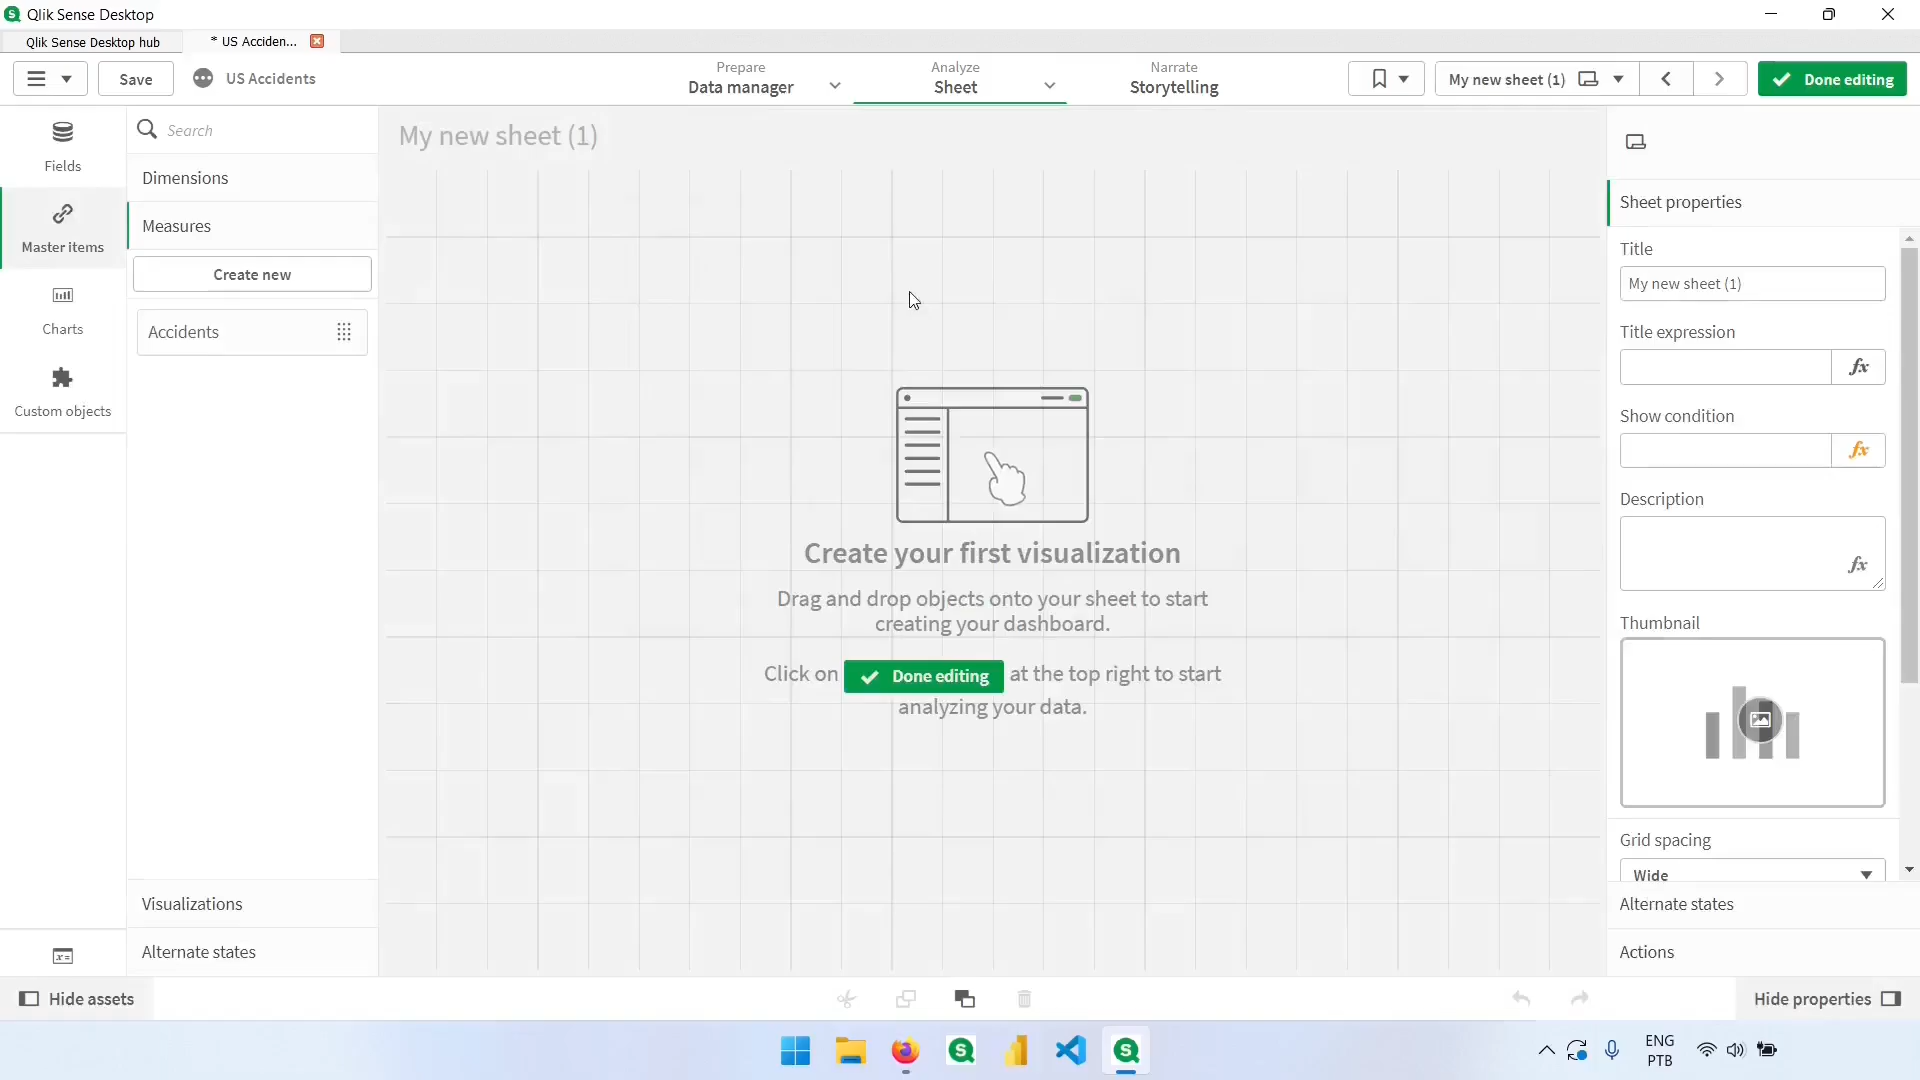 Qlik Sense Desktop
Qlik Sense Desktop hub
* US Acciden...
Save
US Accidents
Prepare
Data manager
Analyze
Sheet
Narrate
Storytelling
My new sheet (1)
Done editing
Fields
Master items
Charts
Custom objects
Search
Dimensions
Measures
Create new
Accidents
Visualizations
Alternate states
My new sheet (1)
Create your first visualization
Drag and drop objects onto your sheet to start
creating your dashboard.
Click on Done editing at the top right to start
analyzing your data.
Sheet properties
Title
My new sheet (1)
Title expression
fx
Show condition
fx
Description
fx
Thumbnail
Grid spacing
Wide
Alternate states
Actions
Hide assets
Hide properties
ENG
PTB